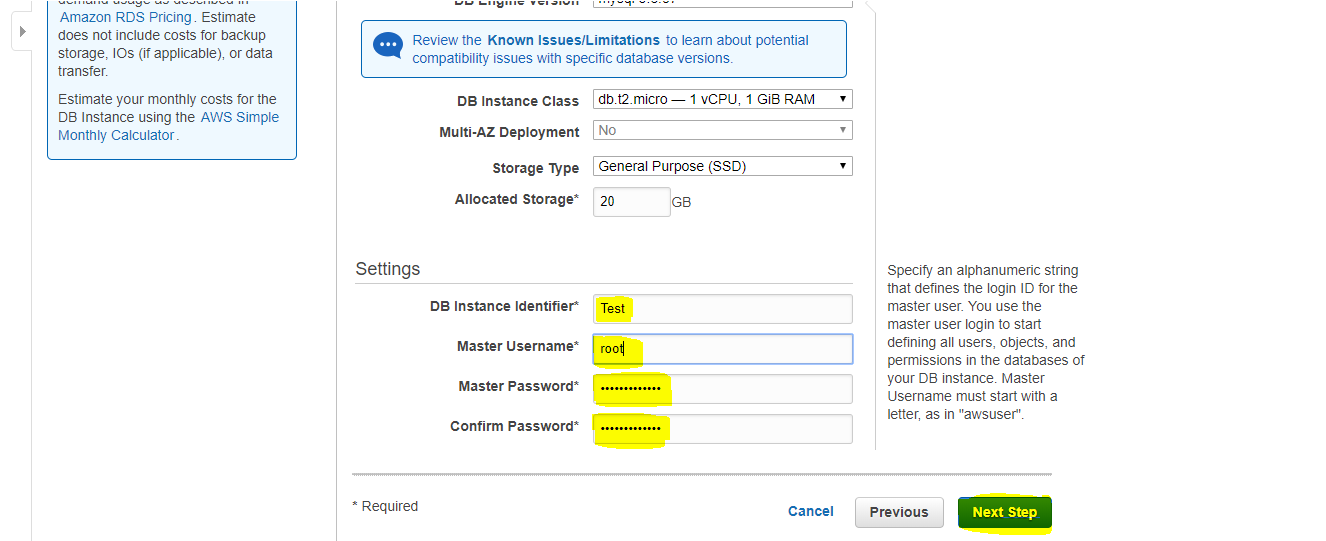 demand usage as described in
Amazon RDS Pricing. Estimate
does not include costs for backup
storage, IOs (if applicable), or data
transfer.
Estimate your monthly costs for the
DB Instance using the AWS Simple
Monthly Calculator.
DB Engine Version
Review the Known Issues/Limitations to learn about potential
compatibility issues with specific database versions.
DB Instance Class db.t2.micro — 1 vCPU, 1 GiB RAM
Multi-AZ Deployment No
Storage Type General Purpose (SSD)
Allocated Storage* 20 GB
Settings
DB Instance Identifier* Test
Master Username* root
Master Password* •••••••••••••
Confirm Password* •••••••••••••
Specify an alphanumeric string
that defines the login ID for the
master user. You use the
master user login to start
defining all users, objects, and
permissions in the databases of
your DB instance. Master
Username must start with a
letter, as in "awsuser".
* Required
Cancel Previous Next Step